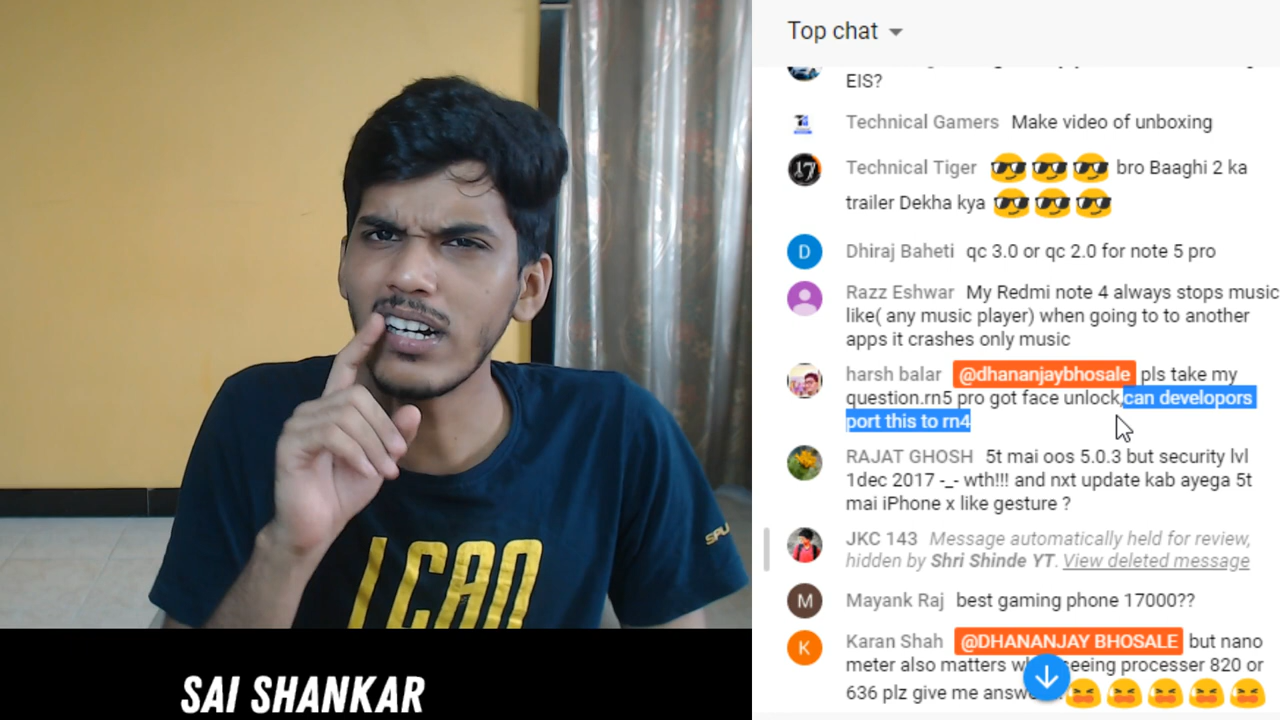 I CAN
SPJ
SAI SHANKAR
Top chat
EIS?
Technical Gamers Make video of unboxing
Technical Tiger 😎😎😎 bro Baaghi 2 ka
trailer Dekha kya 😎😎😎
D
Dhiraj Baheti qc 3.0 or qc 2.0 for note 5 pro
Razz Eshwar My Redmi note 4 always stops music
like( any music player) when going to to another
apps it crashes only music
harsh balar @dhananjaybhosale pls take my
question.rn5 pro got face unlock,can developors
port this to rn4
RAJAT GHOSH 5t mai oos 5.0.3 but security lvl
1dec 2017 -_- wth!!! and nxt update kab ayega 5t
mai iPhone x like gesture ?
JKC 143 Message automatically held for review,
hidden by Shri Shinde YT. View deleted message
M
Mayank Raj best gaming phone 17000??
K
Karan Shah @DHANANJAY BHOSALE but nano
meter also matters seeing processer 820 or
636 plz give me